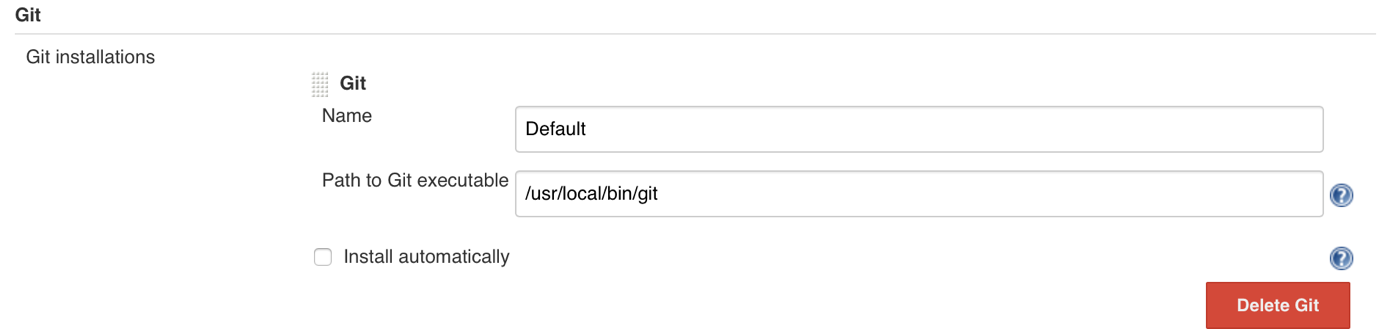 Git
Git installations
Git
Name
Default
Path to Git executable
/usr/local/bin/git
?
Install automatically
?
Delete Git